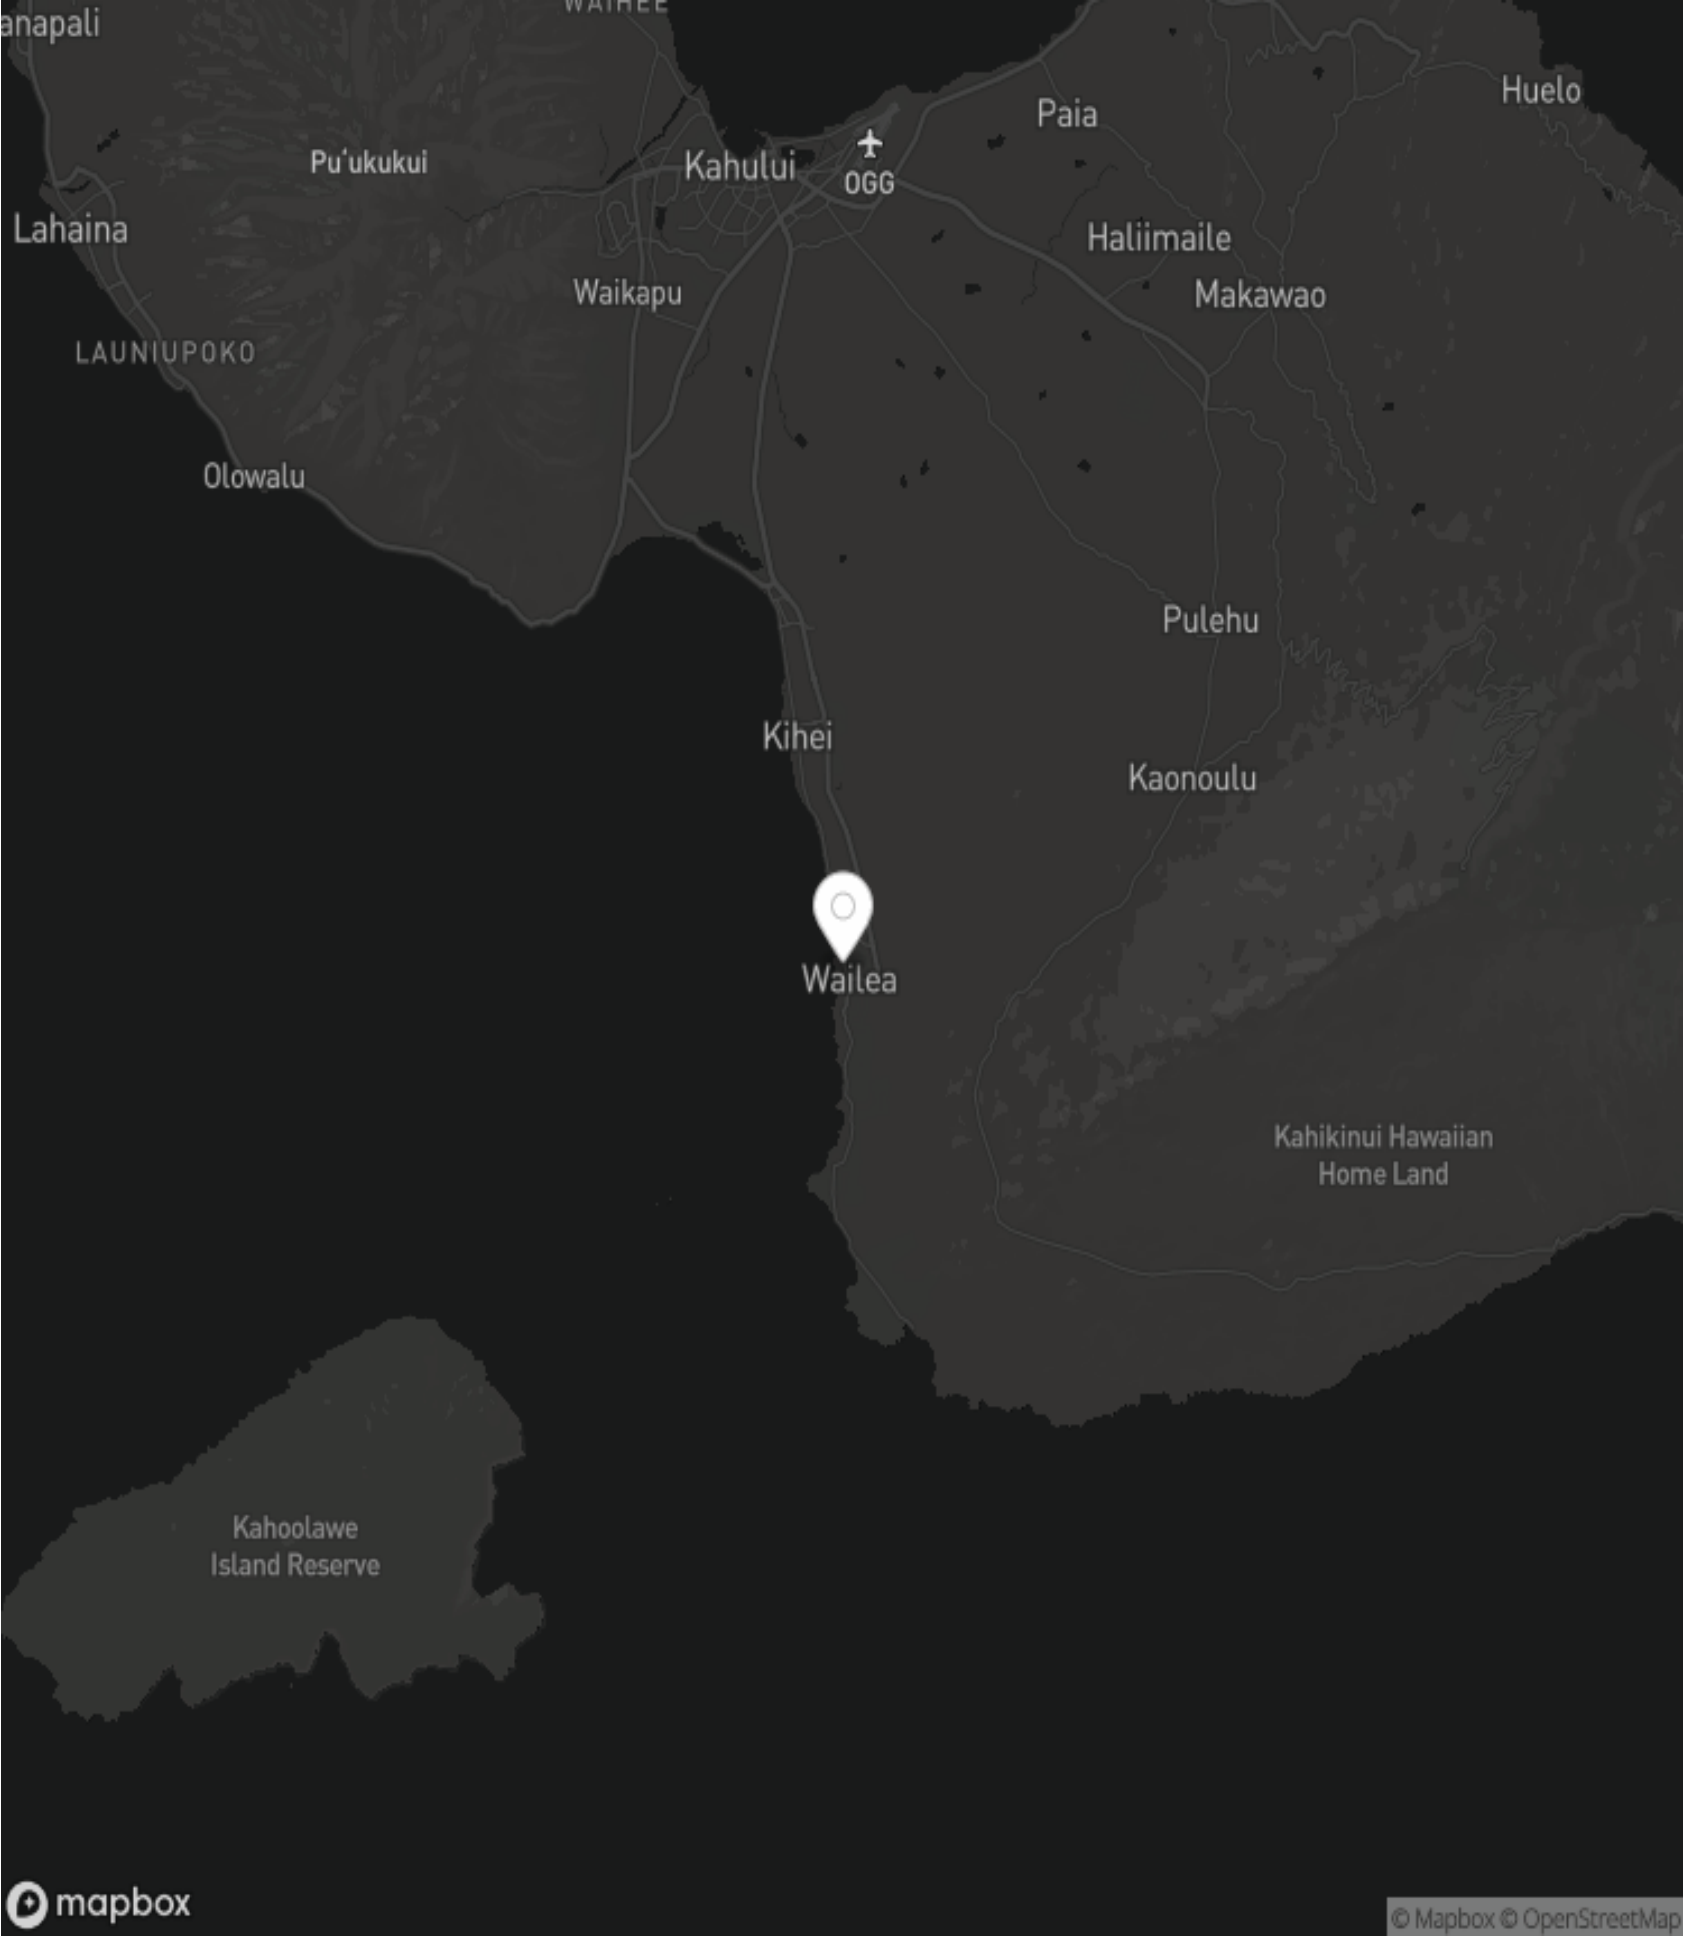 WAIHEE
anapali
Huelo
Paia
Pu'ukukui
Kahului
OGG
Lahaina
Haliimaile
Waikapu
Makawao
LAUNIUPOKO
Olowalu
Pulehu
Kihei
Kaonoulu
Wailea
Kahikinui Hawaiian
Home Land
Kahoolawe
Island Reserve
mapbox
© Mapbox © OpenStreetMap